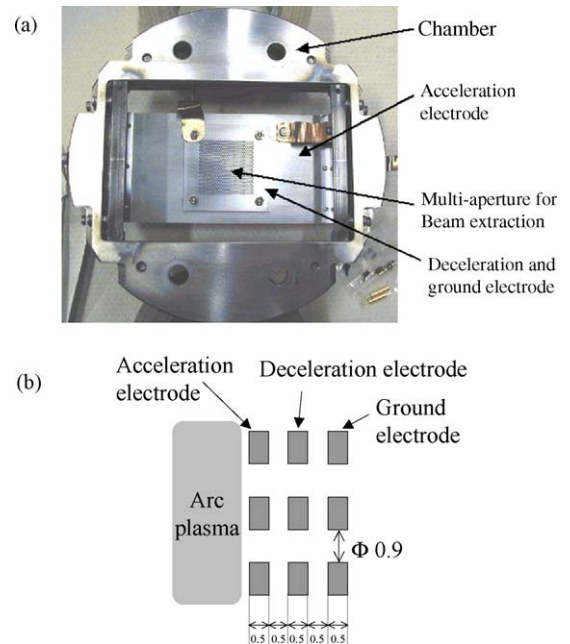 (a)
Chamber
Acceleration
electrode
Multi-aperture for
Beam extraction
Deceleration and
ground electrode
(b)
Acceleration
electrode
Deceleration electrode
Ground
electrode
Arc
plasma
Φ 0.9
0.5 0.5 0.5 0.5 0.5